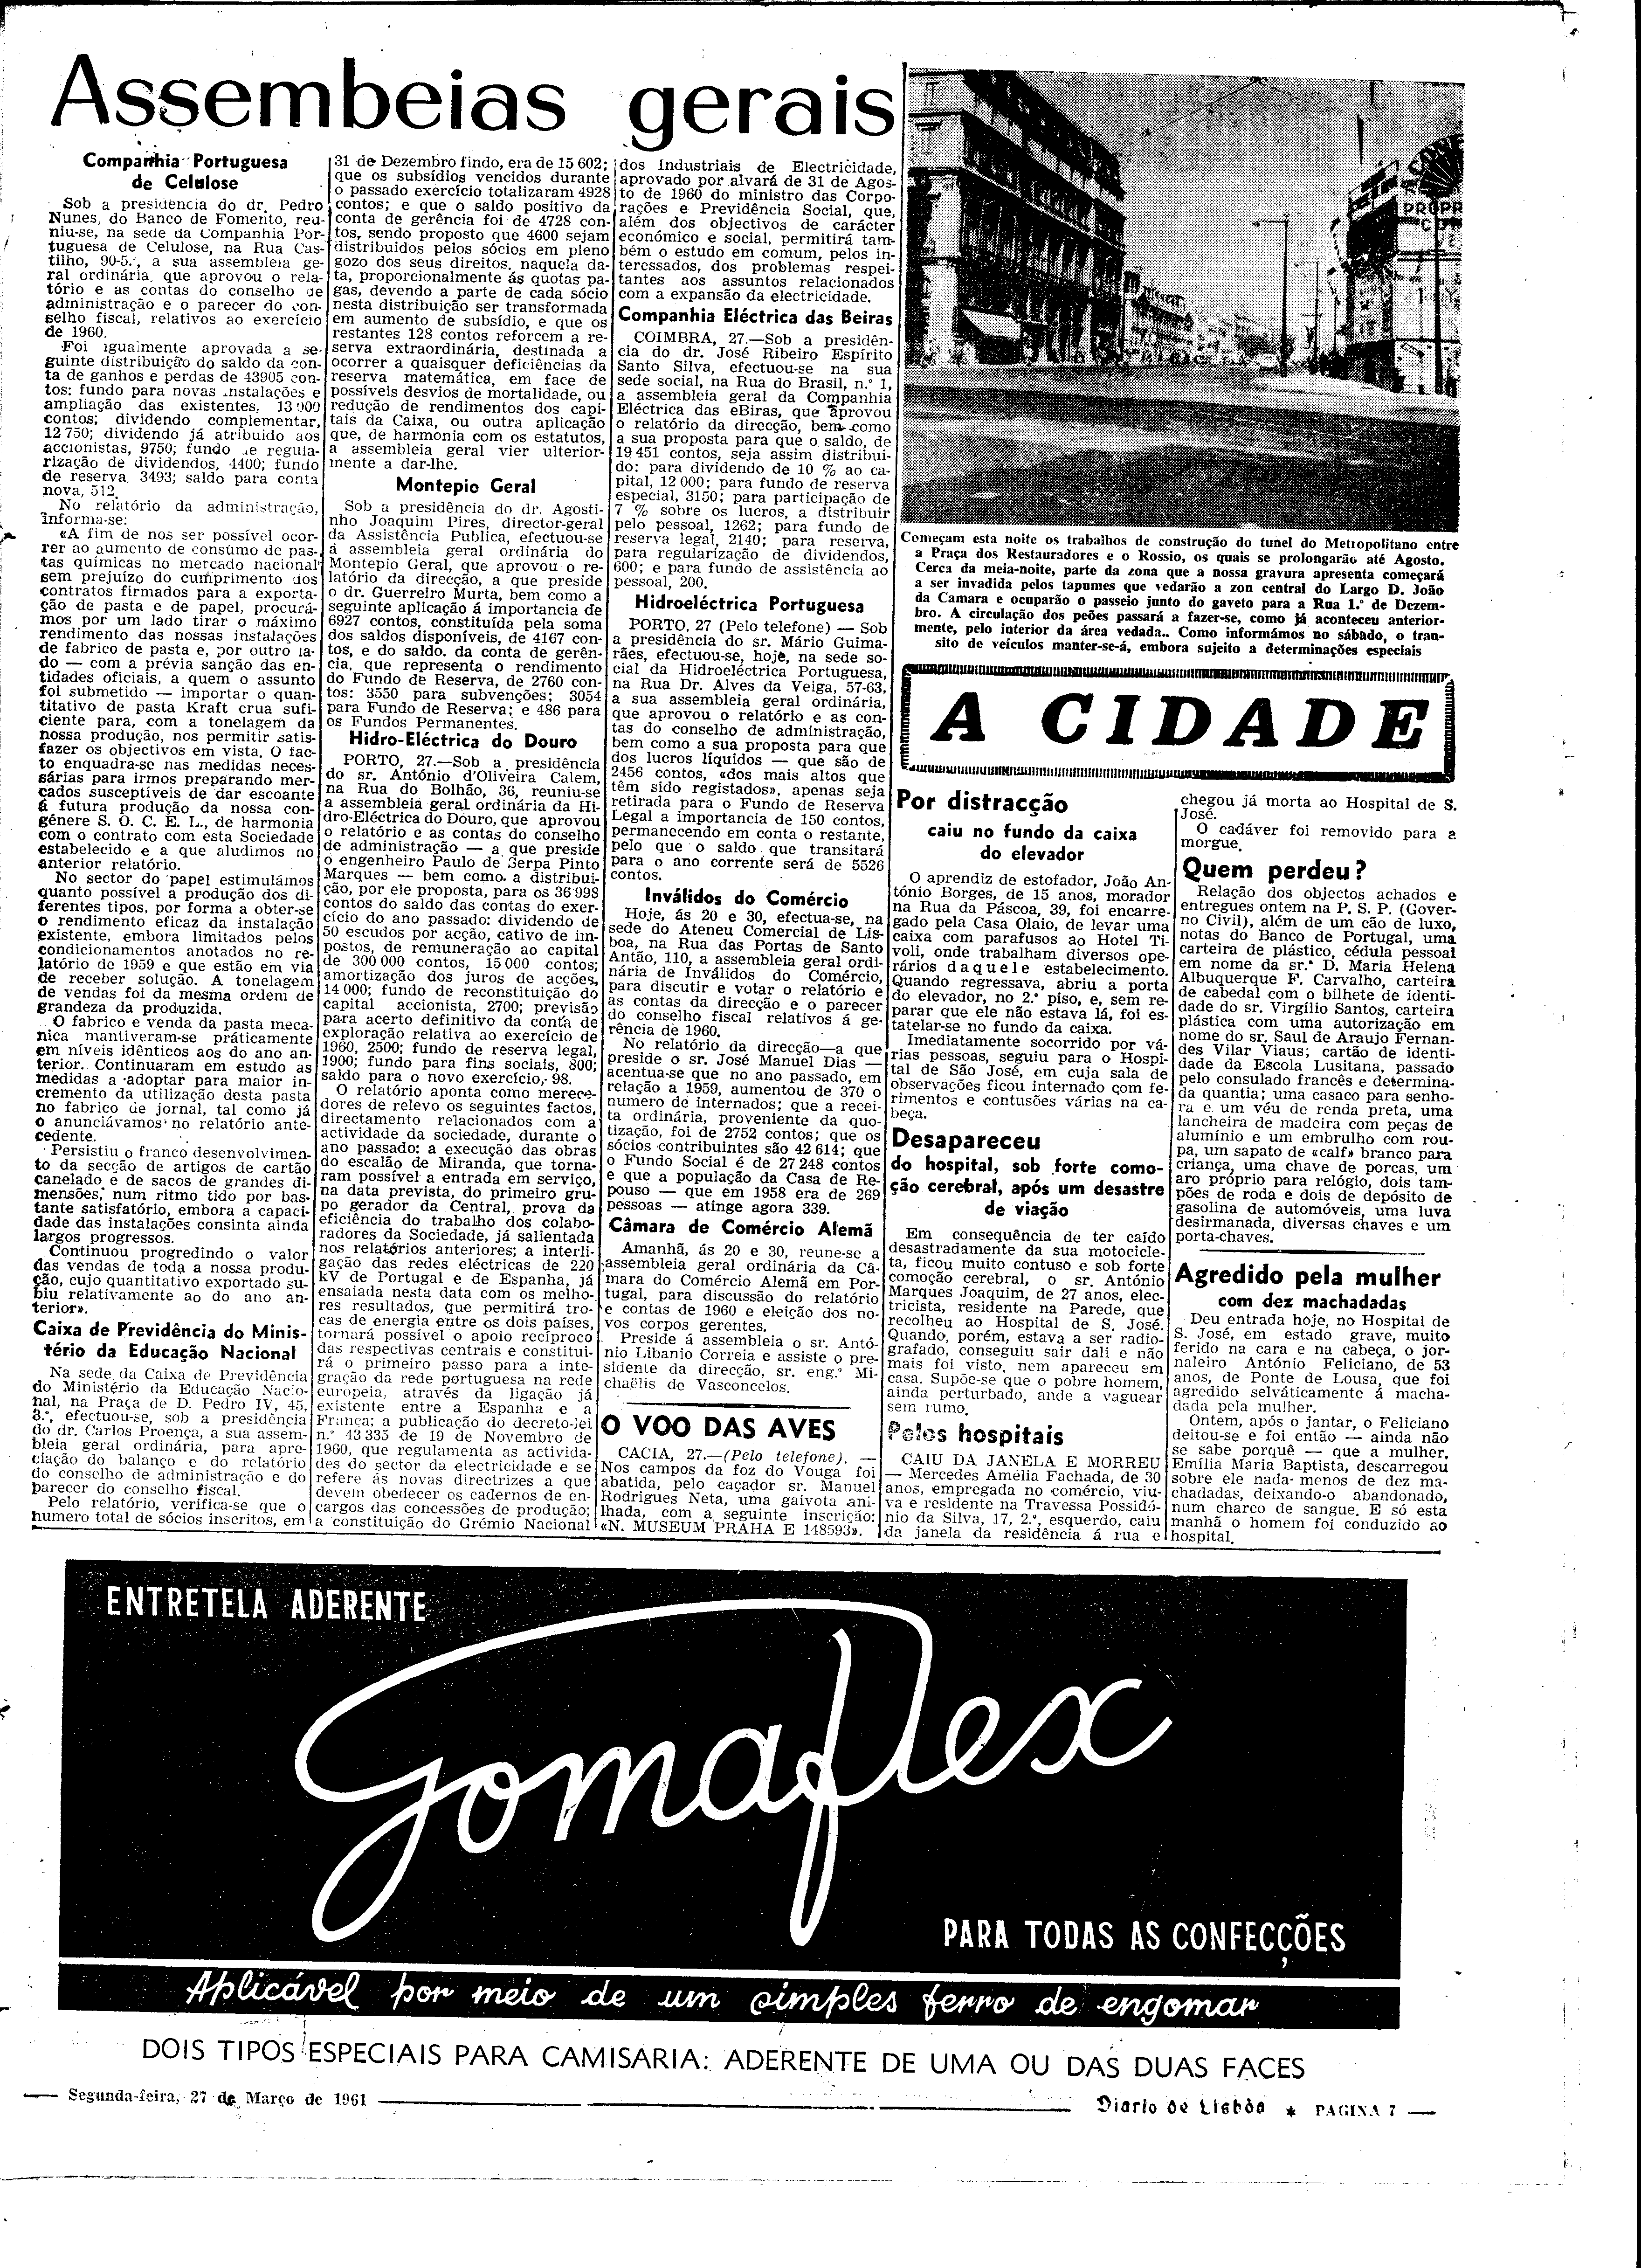 Assembeias gerais
Companhia Portuguesa
de Celulose
Sob a presidência do dr. Pedro
Nunes, do Banco de Fomento, reu-
niu-se, na sede da Companhia Por-
tuguesa de Celulose, na Rua Cas-
tilho, 90-5.º, a sua assembleia ge-
ral ordinária, que aprovou o rela-
tório e as contas do conselho de
administração e o parecer do con-
selho fiscal, relativos ao exercício
de 1960.
Foi igualmente aprovada a se-
guinte distribuição do saldo da con-
ta de ganhos e perdas de 43905 con-
tos: fundo para novas instalações e
ampliação das existentes, 13 000
contos; dividendo complementar,
12 750; dividendo já atribuido aos
accionistas, 9750; fundo de regula-
rização de dividendos, 4400; fundo
de reserva, 3493; saldo para conta
nova, 512.
No relatório da administração,
informa-se:
«A fim de nos ser possível ocor-
rer ao aumento de consumo de pas-
tas químicas no mercado nacional
sem prejuízo do cumprimento dos
contratos firmados para a exporta-
ção de pasta e de papel, procurá-
mos por um lado tirar o máximo
rendimento das nossas instalações
de fabrico de pasta e, por outro la-
do — com a prévia sanção das en-
tidades oficiais, a quem o assunto
foi submetido — importar o quan-
titativo de pasta Kraft crua sufi-
ciente para, com a tonelagem da
nossa produção, nos permitir satis-
fazer os objectivos em vista. O fac-
to enquadra-se nas medidas neces-
sárias para irmos preparando mer-
cados susceptíveis de dar escoante
á futura produção da nossa con-
génere S. O. C. E. L., de harmonia
com o contrato com esta Sociedade
estabelecido e a que aludimos no
anterior relatório.
No sector do papel estimulámos
quanto possível a produção dos di-
ferentes tipos, por forma a obter-se
o rendimento eficaz da instalação
existente, embora limitados pelos
condicionamentos anotados no re-
latório de 1959 e que estão em via
de receber solução. A tonelagem
de vendas foi da mesma ordem de
grandeza da produzida.
O fabrico e venda da pasta meca-
nica mantiveram-se práticamente
em níveis idênticos aos do ano an-
terior. Continuaram em estudo as
medidas a adoptar para maior in-
cremento da utilização desta pasta
no fabrico de jornal, tal como já
o anunciávamos no relatório ante-
cedente.
Persistiu o franco desenvolvimen-
to da secção de artigos de cartão
canelado e de sacos de grandes di-
mensões, num ritmo tido por bas-
tante satisfatório, embora a capaci-
dade das instalações consinta ainda
largos progressos.
Continuou progredindo o valor
das vendas de toda a nossa produ-
ção, cujo quantitativo exportado su-
biu relativamente ao do ano an-
terior».
Caixa de Previdência do Minis-
tério da Educação Nacional
Na sede da Caixa de Previdência
do Ministério da Educação Nacio-
nal, na Praça de D. Pedro IV, 45,
3.º, efectuou-se, sob a presidência
do dr. Carlos Proença, a sua assem-
bleia geral ordinária, para apre-
ciação do balanço e do relatório
do conselho de administração e do
parecer do conselho fiscal.
Pelo relatório, verifica-se que o
numero total de sócios inscritos, em
31 de Dezembro findo, era de 15 602;
que os subsídios vencidos durante
o passado exercício totalizaram 4928
contos; e que o saldo positivo da
conta de gerência foi de 4728 con-
tos, sendo proposto que 4600 sejam
distribuidos pelos sócios em pleno
gozo dos seus direitos, naquela da-
ta, proporcionalmente ás quotas pa-
gas, devendo a parte de cada sócio
nesta distribuição ser transformada
em aumento de subsídio, e que os
restantes 128 contos reforcem a re-
serva extraordinária, destinada a
ocorrer a quaisquer deficiências da
reserva matemática, em face de
possíveis desvios de mortalidade, ou
redução de rendimentos dos capi-
tais da Caixa, ou outra aplicação
que, de harmonia com os estatutos,
a assembleia geral vier ulterior-
mente a dar-lhe.
Montepio Geral
Sob a presidência do dr. Agosti-
nho Joaquim Pires, director-geral
da Assistência Publica, efectuou-se
a assembleia geral ordinária do
Montepio Geral, que aprovou o re-
latório da direcção, a que preside
o dr. Guerreiro Murta, bem como a
seguinte aplicação á importancia de
6927 contos, constituída pela soma
dos saldos disponíveis, de 4167 con-
tos, e do saldo, da conta de gerên-
cia, que representa o rendimento
do Fundo de Reserva, de 2760 con-
tos: 3550 para subvenções; 3054
para Fundo de Reserva; e 486 para
os Fundos Permanentes.
Hidro-Eléctrica do Douro
PORTO, 27.—Sob a presidência
do sr. António d'Oliveira Calem,
na Rua do Bolhão, 36, reuniu-se
a assembleia geral ordinária da Hi-
dro-Eléctrica do Douro, que aprovou
o relatório e as contas do conselho
de administração — a que preside
o engenheiro Paulo de Serpa Pinto
Marques — bem como a distribui-
ção, por ele proposta, para os 36 998
contos do saldo das contas do exer-
cício do ano passado: dividendo de
50 escudos por acção, cativo de im-
postos, de remuneração ao capital
de 300 000 contos, 15 000 contos;
amortização dos juros de acções,
14 000; fundo de reconstituição do
capital accionista, 2700; previsão
para acerto definitivo da conta de
exploração relativa ao exercício de
1960, 2500; fundo de reserva legal,
1900; fundo para fins sociais, 800;
saldo para o novo exercício, 98.
O relatório aponta como merece-
dores de relevo os seguintes factos,
directamente relacionados com a
actividade da sociedade, durante o
ano passado: a execução das obras
do escalão de Miranda, que torna-
ram possível a entrada em serviço,
na data prevista, do primeiro gru-
po gerador da Central, prova da
eficiência do trabalho dos colabo-
radores da Sociedade, já salientada
nos relatórios anteriores; a interli-
gação das redes eléctricas de 220
kV de Portugal e de Espanha, já
ensaiada nesta data com os melho-
res resultados, que permitirá tro-
cas de energia entre os dois países,
tornará possível o apoio recíproco
das respectivas centrais e constitui-
rá o primeiro passo para a inte-
gração da rede portuguesa na rede
europeia, através da ligação já
existente entre a Espanha e a
França; a publicação do decreto-lei
n.º 43 335 de 19 de Novembro de
1960, que regulamenta as activida-
des do sector da electricidade e se
refere ás novas directrizes a que
devem obedecer os cadernos de en-
cargos das concessões de produção;
a constituição do Grémio Nacional
dos Industriais de Electricidade,
aprovado por alvará de 31 de Agos-
to de 1960 do ministro das Corpo-
rações e Previdência Social, que,
além dos objectivos de carácter
económico e social, permitirá tam-
bém o estudo em comum, pelos in-
teressados, dos problemas respei-
tantes aos assuntos relacionados
com a expansão da electricidade.
Companhia Eléctrica das Beiras
COIMBRA, 27.—Sob a presidên-
cia do dr. José Ribeiro Espírito
Santo Silva, efectuou-se na sua
sede social, na Rua do Brasil, n.º 1,
a assembleia geral da Companhia
Eléctrica das eBiras, que aprovou
o relatório da direcção, bem como
a sua proposta para que o saldo, de
19 451 contos, seja assim distribui-
do: para dividendo de 10 % ao ca-
pital, 12 000; para fundo de reserva
especial, 3150; para participação de
7 % sobre os lucros, a distribuir
pelo pessoal, 1262; para fundo de
reserva legal, 2140; para reserva,
para regularização de dividendos,
600; e para fundo de assistência ao
pessoal, 200.
Hidroeléctrica Portuguesa
PORTO, 27 (Pelo telefone) — Sob
a presidência do sr. Mário Guima-
rães, efectuou-se, hoje, na sede so-
cial da Hidroeléctrica Portuguesa,
na Rua Dr. Alves da Veiga, 57-63,
a sua assembleia geral ordinária,
que aprovou o relatório e as con-
tas do conselho de administração,
bem como a sua proposta para que
dos lucros líquidos — que são de
2456 contos, «dos mais altos que
têm sido registados», apenas seja
retirada para o Fundo de Reserva
Legal a importancia de 150 contos,
permanecendo em conta o restante,
pelo que o saldo que transitará
para o ano corrente será de 5526
contos.
Inválidos do Comércio
Hoje, ás 20 e 30, efectua-se, na
sede do Ateneu Comercial de Lis-
boa, na Rua das Portas de Santo
Antão, 110, a assembleia geral ordi-
nária de Inválidos do Comércio,
para discutir e votar o relatório e
as contas da direcção e o parecer
do conselho fiscal relativos á ge-
rência de 1960.
No relatório da direcção—a que
preside o sr. José Manuel Dias —
acentua-se que no ano passado, em
relação a 1959, aumentou de 370 o
numero de internados; que a recei-
ta ordinária, proveniente da quo-
tização, foi de 2752 contos; que os
sócios contribuintes são 42 614; que
o Fundo Social é de 27 248 contos
e que a população da Casa de Re-
pouso — que em 1958 era de 269
pessoas — atinge agora 339.
Câmara de Comércio Alemã
Amanhã, ás 20 e 30, reune-se a
assembleia geral ordinária da Câ-
mara do Comércio Alemã em Por-
tugal, para discussão do relatório
e contas de 1960 e eleição dos no-
vos corpos gerentes.
Preside á assembleia o sr. Antó-
nio Libanio Correia e assiste o pre-
sidente da direcção, sr. eng.º Mi-
chaëlis de Vasconcelos.
O VOO DAS AVES
CACIA, 27.—(Pelo telefone). —
Nos campos da foz do Vouga foi
abatida, pelo caçador sr. Manuel
Rodrigues Neta, uma gaivota ani-
lhada, com a seguinte inscrição:
«N. MUSEUM PRAHA E 148593».
PROPR
Começam esta noite os trabalhos de construção do tunel do Metropolitano entre
a Praça dos Restauradores e o Rossio, os quais se prolongarão até Agosto.
Cerca da meia-noite, parte da zona que a nossa gravura apresenta começará
a ser invadida pelos tapumes que vedarão a zon central do Largo D. João
da Camara e ocuparão o passeio junto do gaveto para a Rua 1.º de Dezem-
bro. A circulação dos peões passará a fazer-se, como já aconteceu anterior-
mente, pelo interior da área vedada.. Como informámos no sábado, o tran-
sito de veículos manter-se-á, embora sujeito a determinações especiais
A CIDADE
Por distracção
caiu no fundo da caixa
do elevador
O aprendiz de estofador, João An-
tónio Borges, de 15 anos, morador
na Rua da Páscoa, 39, foi encarre-
gado pela Casa Olaio, de levar uma
caixa com parafusos ao Hotel Ti-
voli, onde trabalham diversos ope-
rários daquele estabelecimento.
Quando regressava, abriu a porta
do elevador, no 2.º piso, e, sem re-
parar que ele não estava lá, foi es-
tatelar-se no fundo da caixa.
Imediatamente socorrido por vá-
rias pessoas, seguiu para o Hospi-
tal de São José, em cuja sala de
observações ficou internado com fe-
rimentos e contusões várias na ca-
beça.
Desapareceu
do hospital, sob forte como-
ção cerebral, após um desastre
de viação
Em consequência de ter caído
desastradamente da sua motocicle-
ta, ficou muito contuso e sob forte
comoção cerebral, o sr. António
Marques Joaquim, de 27 anos, elec-
tricista, residente na Parede, que
recolheu ao Hospital de S. José.
Quando, porém, estava a ser radio-
grafado, conseguiu sair dali e não
mais foi visto, nem apareceu em
casa. Supõe-se que o pobre homem,
ainda perturbado, ande a vaguear
sem rumo.
Pelos hospitais
CAIU DA JANELA E MORREU
— Mercedes Amélia Fachada, de 30
anos, empregada no comércio, viu-
va e residente na Travessa Possidó-
nio da Silva, 17, 2.º, esquerdo, caiu
da janela da residência á rua e
chegou já morta ao Hospital de S.
José.
O cadáver foi removido para a
morgue.
Quem perdeu?
Relação dos objectos achados e
entregues ontem na P. S. P. (Gover-
no Civil), além de um cão de luxo,
notas do Banco de Portugal, uma
carteira de plástico, cédula pessoal
em nome da sr.ª D. Maria Helena
Albuquerque F. Carvalho, carteira
de cabedal com o bilhete de identi-
dade do sr. Virgílio Santos, carteira
plástica com uma autorização em
nome do sr. Saul de Araujo Fernan-
des Vilar Viaus; cartão de identi-
dade da Escola Lusitana, passado
pelo consulado francês e determina-
da quantia; uma casaco para senho-
ra e um véu de renda preta, uma
lancheira de madeira com peças de
alumínio e um embrulho com rou-
pa, um sapato de «calf» branco para
criança, uma chave de porcas, um
aro próprio para relógio, dois tam-
pões de roda e dois de depósito de
gasolina de automóveis, uma luva
desirmanada, diversas chaves e um
porta-chaves.
Agredido pela mulher
com dez machadadas
Deu entrada hoje, no Hospital de
S. José, em estado grave, muito
ferido na cara e na cabeça, o jor-
naleiro António Feliciano, de 53
anos, de Ponte de Lousa, que foi
agredido selváticamente á macha-
dada pela mulher.
Ontem, após o jantar, o Feliciano
deitou-se e foi então — ainda não
se sabe porquê — que a mulher,
Emília Maria Baptista, descarregou
sobre ele nada menos de dez ma-
chadadas, deixando-o abandonado,
num charco de sangue. E só esta
manhã o homem foi conduzido ao
hospital.
ENTRETELA ADERENTE
Gomaflex
PARA TODAS AS CONFECÇÕES
Aplicável por meio de um simples ferro de engomar
DOIS TIPOS ESPECIAIS PARA CAMISARIA: ADERENTE DE UMA OU DAS DUAS FACES
Segunda-feira, 27 de Março de 1961
Diario de Lisboa * PAGINA 7